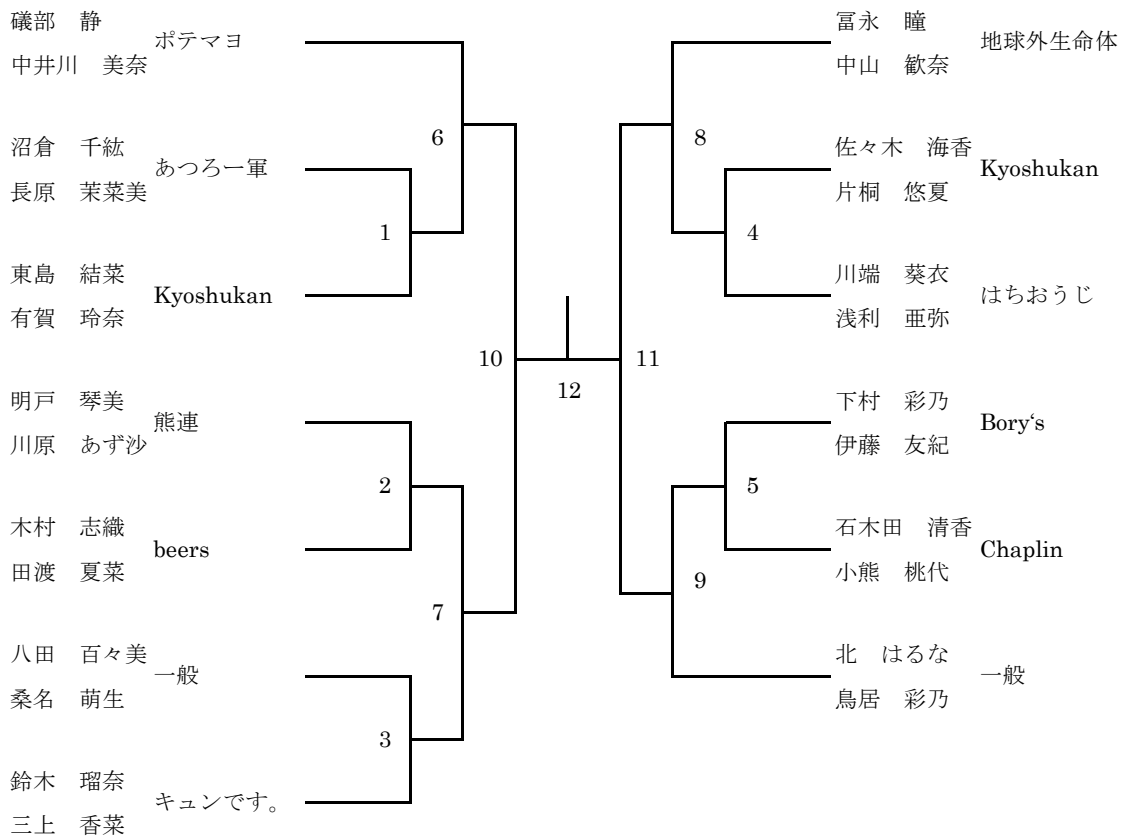 礒部　静
ポテマヨ
中井川　美奈
沼倉　千紘
あつろー軍
長原　茉菜美
東島　結菜
Kyoshukan
有賀　玲奈
明戸　琴美
熊連
川原　あず沙
木村　志織
beers
田渡　夏菜
八田　百々美
一般
桑名　萌生
鈴木　瑠奈
キュンです。
三上　香菜
6
1
10
2
7
3
12
8
4
11
5
9
冨永　瞳
地球外生命体
中山　歓奈
佐々木　海香
Kyoshukan
片桐　悠夏
川端　葵衣
はちおうじ
浅利　亜弥
下村　彩乃
Bory‘s
伊藤　友紀
石木田　清香
Chaplin
小熊　桃代
北　はるな
一般
鳥居　彩乃